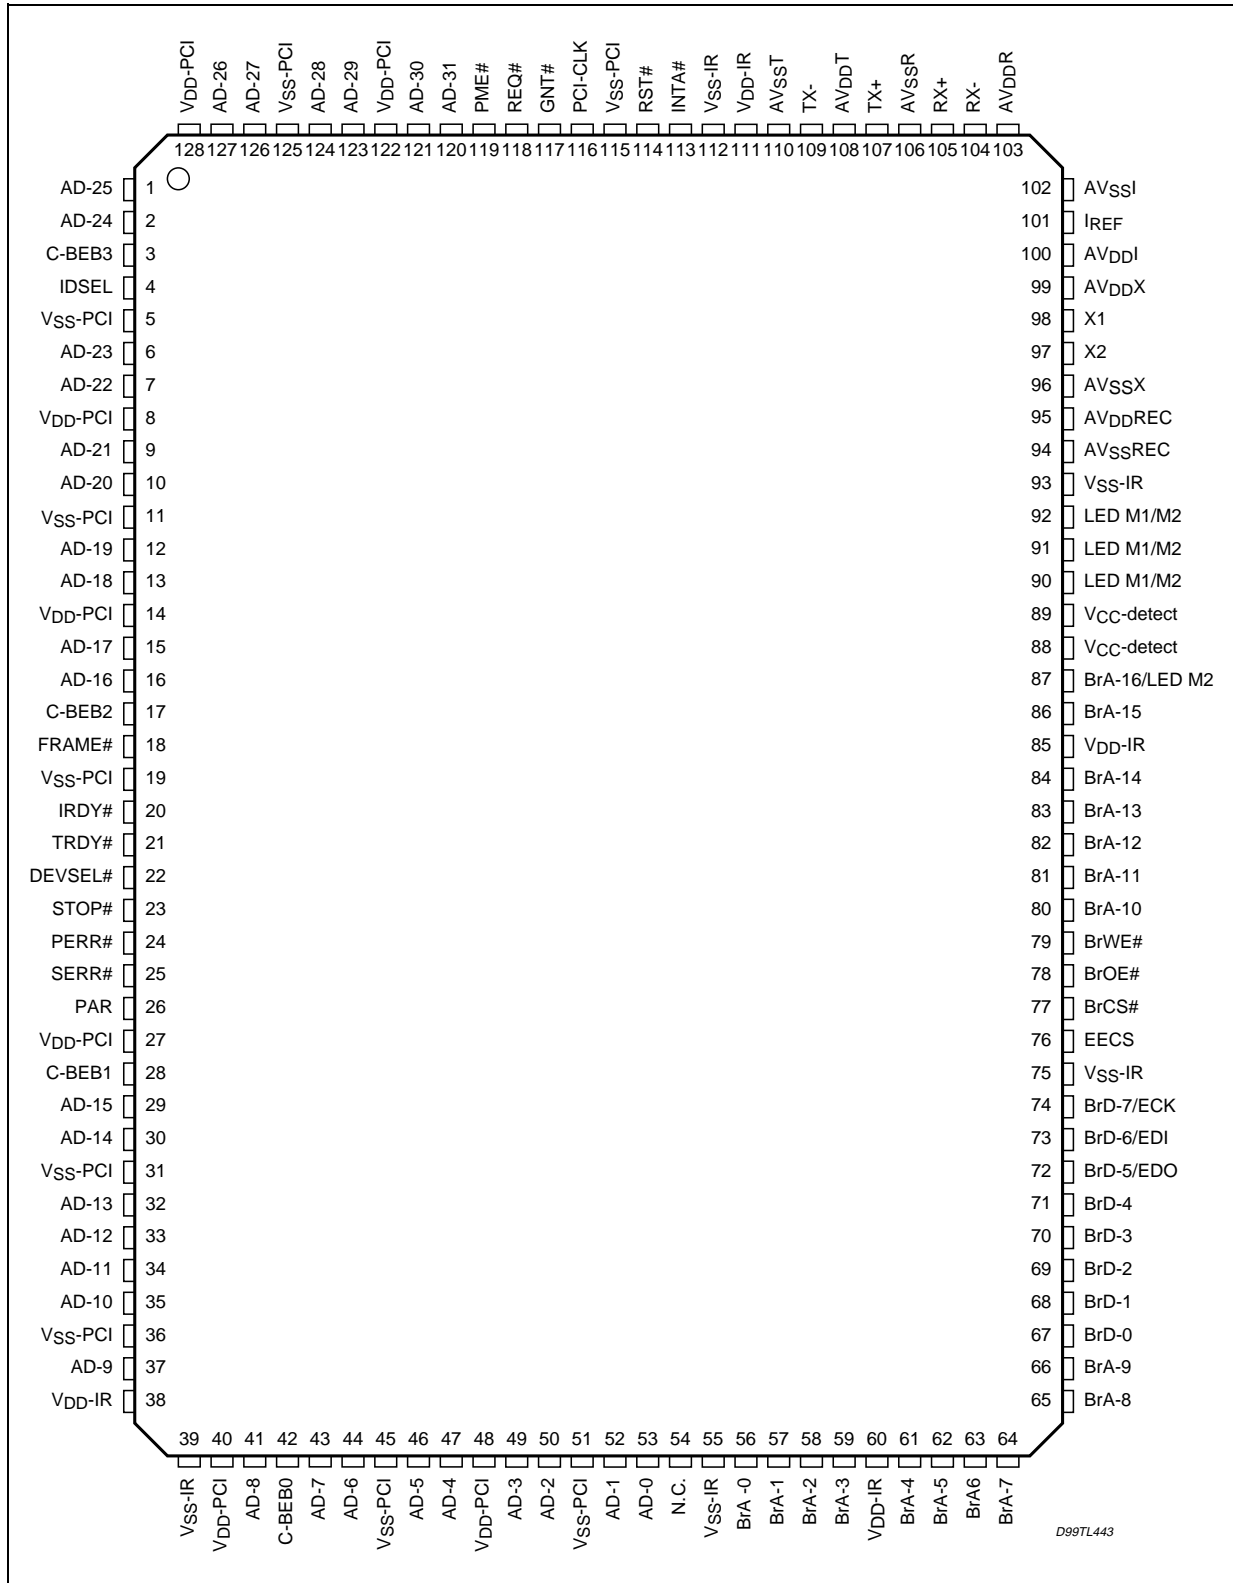 VDD-PCI
AD-26
AD-27
VSS-PCI
AD-28
AD-29
VDD-PCI
AD-30
AD-31
PME#
REQ#
GNT#
PCI-CLK
VSS-PCI
RST#
INTA#
VSS-IR
VDD-IR
AVSST
TX-
AVDDT
TX+
AVSSR
RX+
RX-
AVDDR
128 127 126 125 124 123 122 121 120 119 118 117 116 115 114 113 112 111 110 109 108 107 106 105 104 103
AD-25 1 102 AVSSI
AD-24 2 101 IREF
C-BEB3 3 100 AVDDI
IDSEL 4 99 AVDDX
VSS-PCI 5 98 X1
AD-23 6 97 X2
AD-22 7 96 AVSSX
VDD-PCI 8 95 AVDDREC
AD-21 9 94 AVSSREC
AD-20 10 93 VSS-IR
VSS-PCI 11 92 LED M1/M2
AD-19 12 91 LED M1/M2
AD-18 13 90 LED M1/M2
VDD-PCI 14 89 VCC-detect
AD-17 15 88 VCC-detect
AD-16 16 87 BrA-16/LED M2
C-BEB2 17 86 BrA-15
FRAME# 18 85 VDD-IR
VSS-PCI 19 84 BrA-14
IRDY# 20 83 BrA-13
TRDY# 21 82 BrA-12
DEVSEL# 22 81 BrA-11
STOP# 23 80 BrA-10
PERR# 24 79 BrWE#
SERR# 25 78 BrOE#
PAR 26 77 BrCS#
VDD-PCI 27 76 EECS
C-BEB1 28 75 VSS-IR
AD-15 29 74 BrD-7/ECK
AD-14 30 73 BrD-6/EDI
VSS-PCI 31 72 BrD-5/EDO
AD-13 32 71 BrD-4
AD-12 33 70 BrD-3
AD-11 34 69 BrD-2
AD-10 35 68 BrD-1
VSS-PCI 36 67 BrD-0
AD-9 37 66 BrA-9
VDD-IR 38 65 BrA-8
39 40 41 42 43 44 45 46 47 48 49 50 51 52 53 54 55 56 57 58 59 60 61 62 63 64
VSS-IR
VDD-PCI
AD-8
C-BEB0
AD-7
AD-6
VSS-PCI
AD-5
AD-4
VDD-PCI
AD-3
AD-2
VSS-PCI
AD-1
AD-0
N.C.
VSS-IR
BrA -0
BrA-1
BrA-2
BrA-3
VDD-IR
BrA-4
BrA-5
BrA6
BrA-7
D99TL443